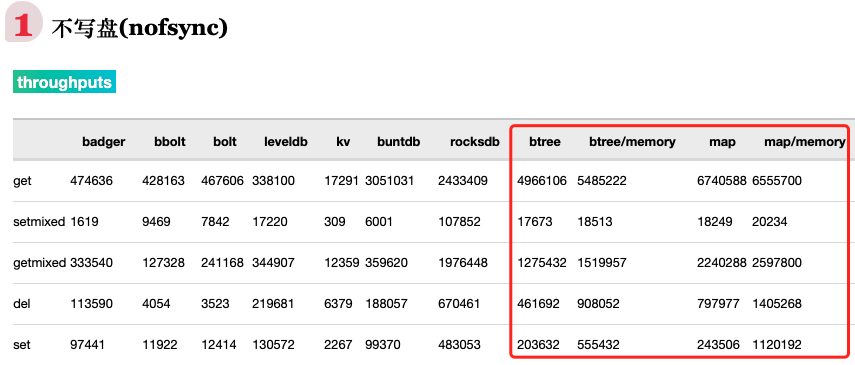 1 不写盘(nofsync)
throughputs
badger bbolt bolt leveldb kv buntdb rocksdb btree btree/memory map map/memory
get 474636 428163 467606 338100 17291 3051031 2433409 4966106 5485222 6740588 6555700
setmixed 1619 9469 7842 17220 309 6001 107852 17673 18513 18249 20234
getmixed 333540 127328 241168 344907 12359 359620 1976448 1275432 1519957 2240288 2597800
del 113590 4054 3523 219681 6379 188057 670461 461692 908052 797977 1405268
set 97441 11922 12414 130572 2267 99370 483053 203632 555432 243506 1120192